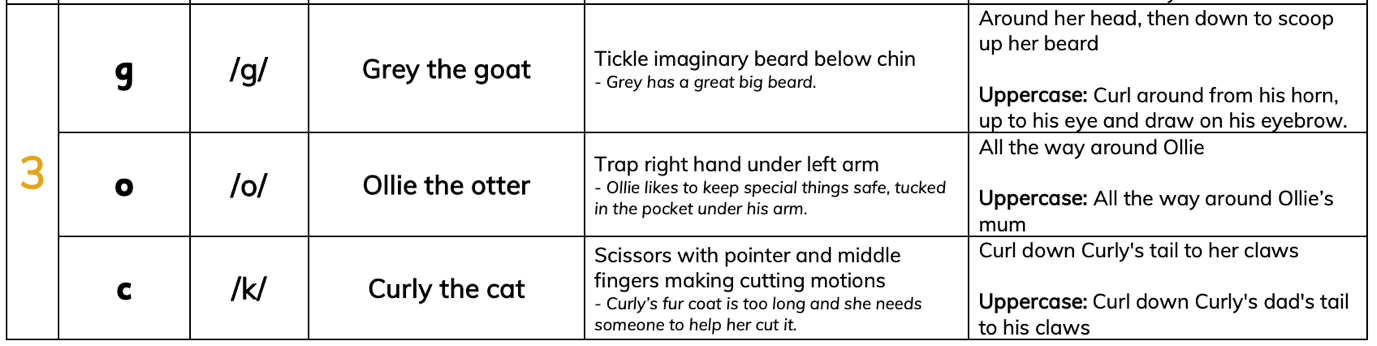 3
g
/g/
Grey the goat
Tickle imaginary beard below chin
- Grey has a great big beard.
Around her head, then down to scoop
up her beard
Uppercase: Curl around from his horn,
up to his eye and draw on his eyebrow.
o
/o/
Ollie the otter
Trap right hand under left arm
- Ollie likes to keep special things safe, tucked
in the pocket under his arm.
All the way around Ollie
Uppercase: All the way around Ollie’s
mum
c
/k/
Curly the cat
Scissors with pointer and middle
fingers making cutting motions
- Curly’s fur coat is too long and she needs
someone to help her cut it.
Curl down Curly's tail to her claws
Uppercase: Curl down Curly's dad's tail
to his claws